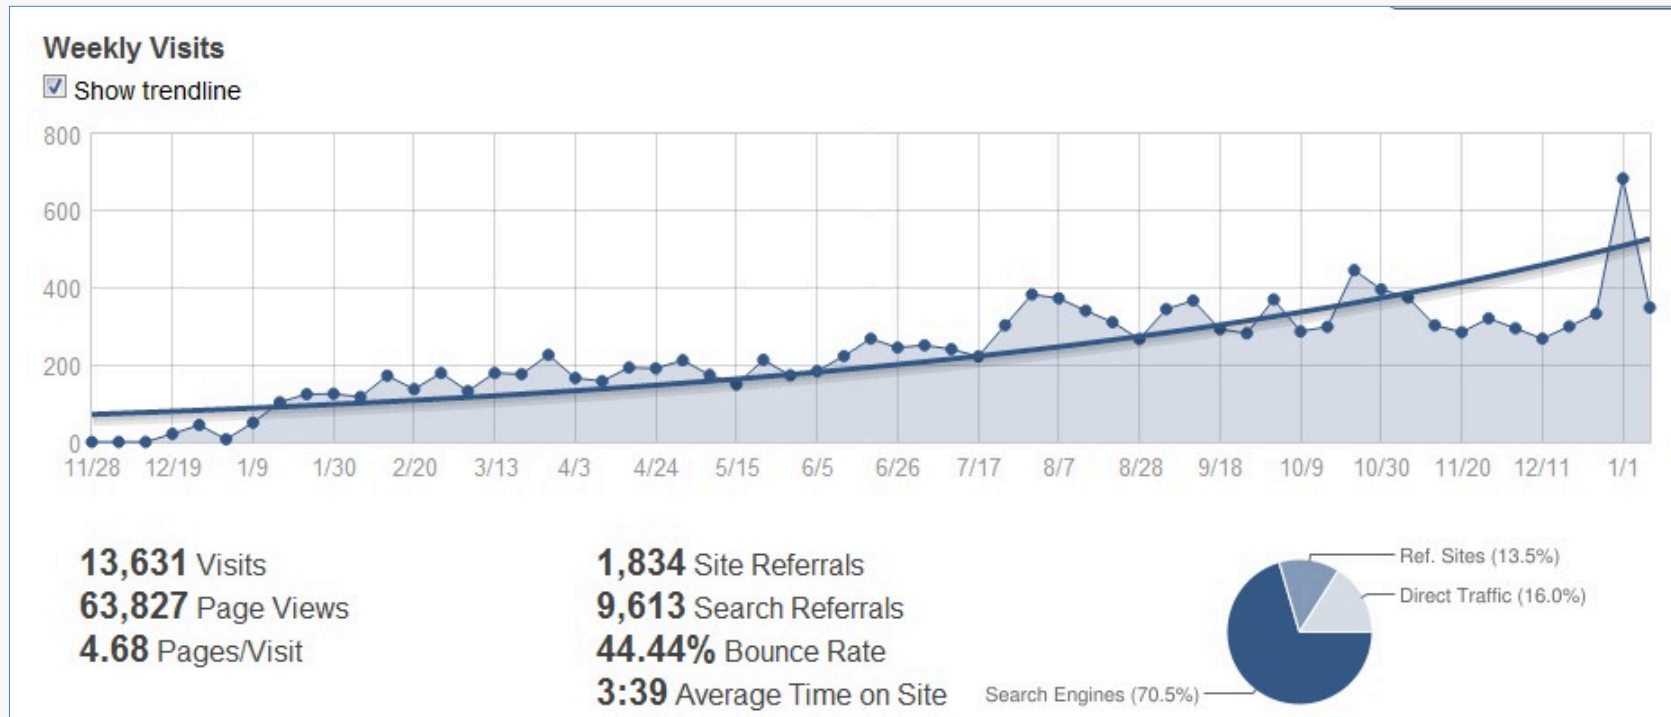 Weekly Visits
Show trendline
800
600
400
200
0
11/28 12/19 1/9 1/30 2/20 3/13 4/3 4/24 5/15 6/5 6/26 7/17 8/7 8/28 9/18 10/9 10/30 11/20 12/11 1/1
13,631 Visits
63,827 Page Views
4.68 Pages/Visit
1,834 Site Referrals
9,613 Search Referrals
44.44% Bounce Rate
3:39 Average Time on Site
Ref. Sites (13.5%)
Direct Traffic (16.0%)
Search Engines (70.5%)